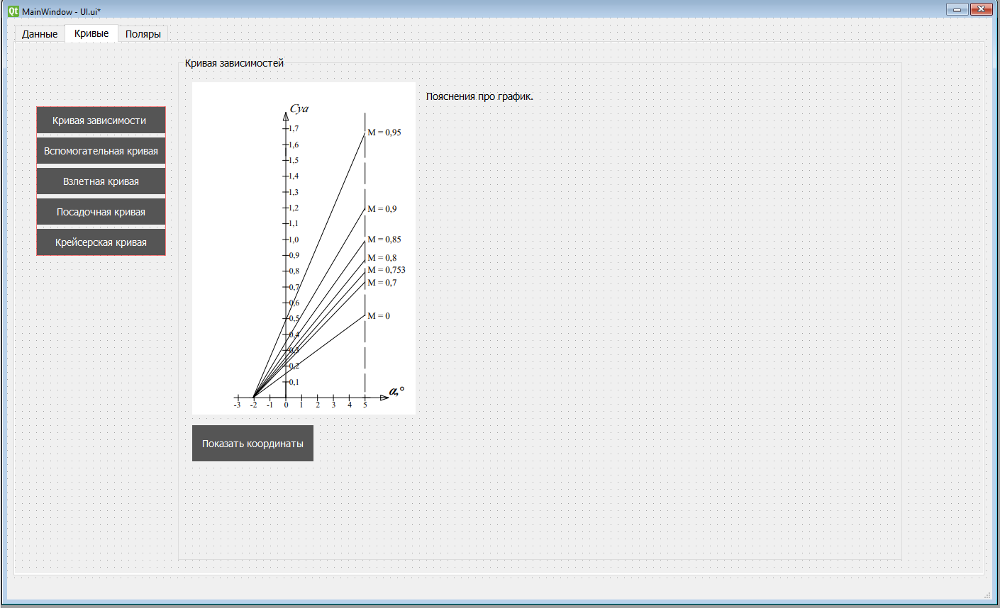 MainWindow - UI.ui*
Данные Кривые Поляры
Кривая зависимостей
Кривая зависимости
Вспомогательная кривая
Взлетная кривая
Посадочная кривая
Крейсерская кривая
Cya
1,7
1,6
1,5
1,4
1,3
1,2
1,1
1,0
0,9
0,8
0,7
0,6
0,5
0,4
0,3
0,2
0,1
M = 0,95
M = 0,9
M = 0,85
M = 0,8
M = 0,753
M = 0,7
M = 0
α,°
-3 -2 -1 0 1 2 3 4 5
Пояснения про график.
Показать координаты